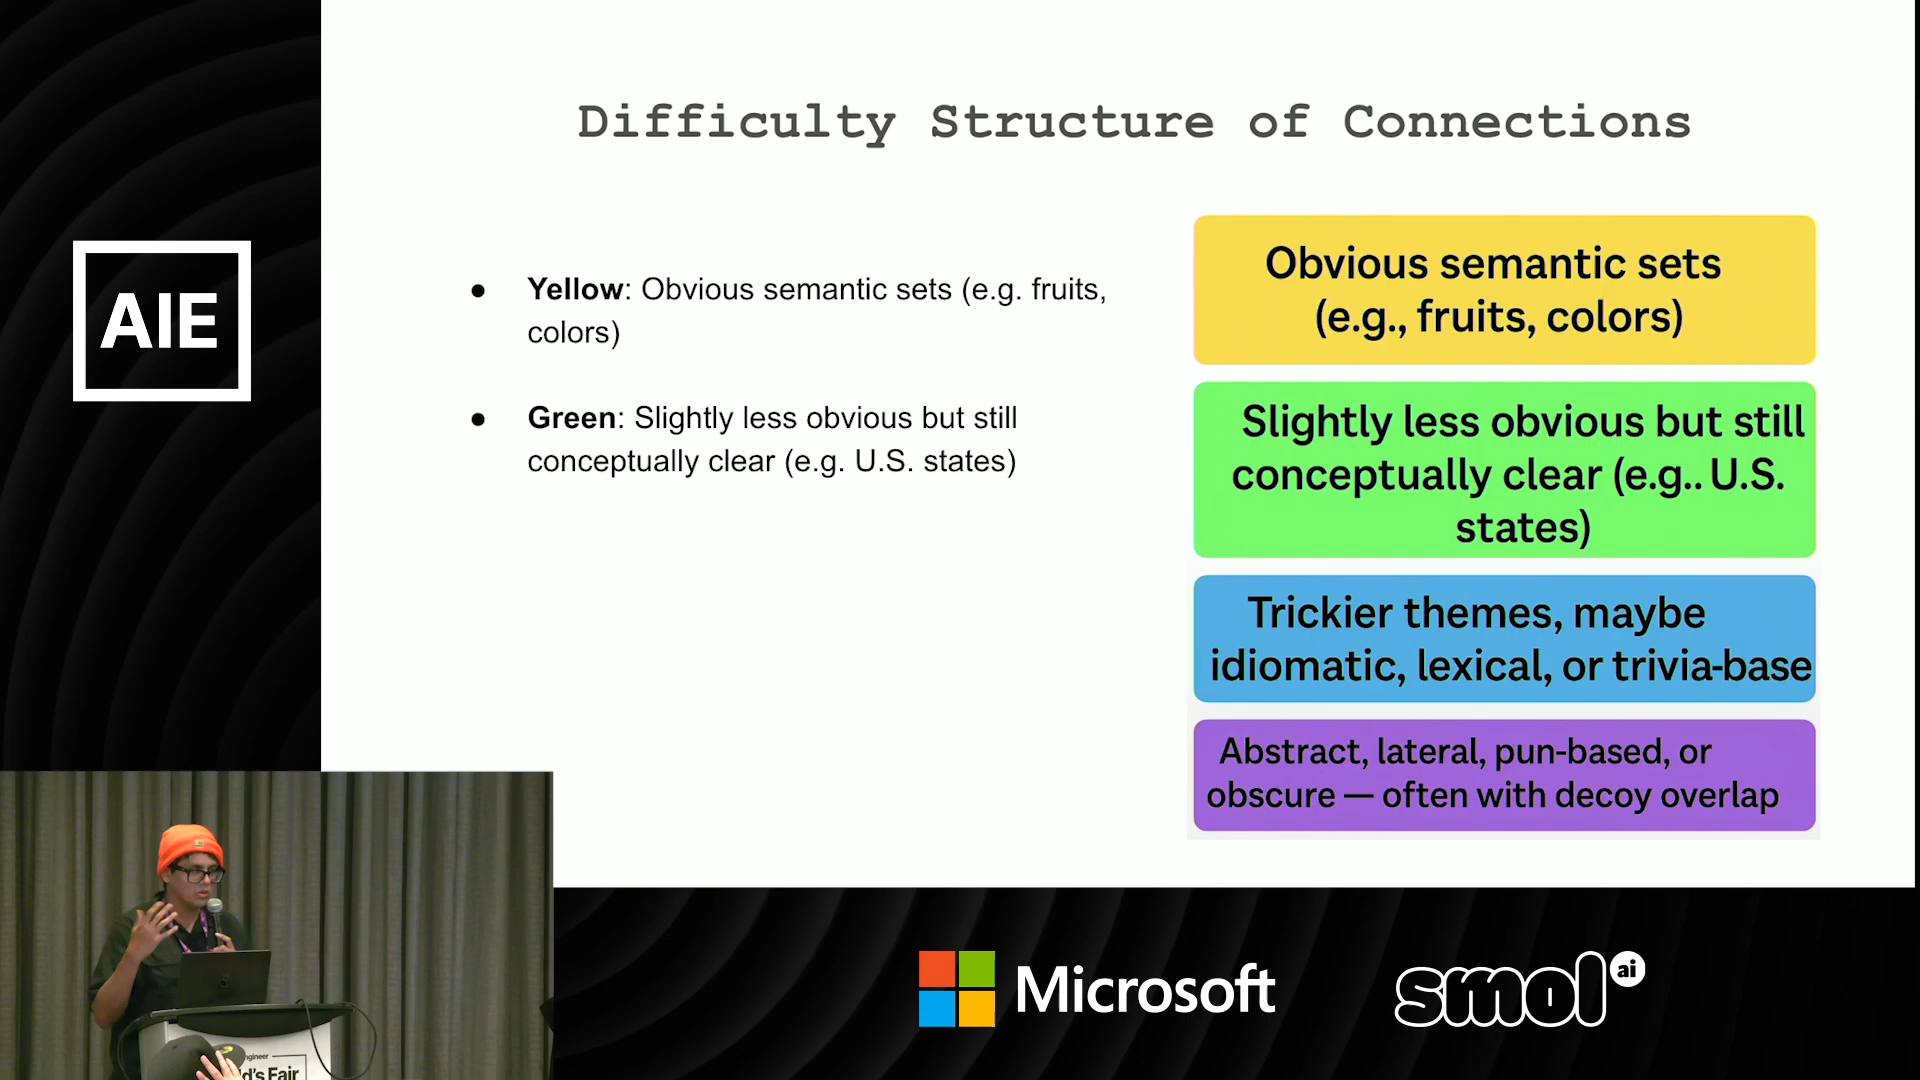 Difficulty Structure of Connections
AIE
● Yellow: Obvious semantic sets (e.g. fruits,
colors)
● Green: Slightly less obvious but still
conceptually clear (e.g. U.S. states)
Obvious semantic sets
(e.g., fruits, colors)
Slightly less obvious but still
conceptually clear (e.g.. U.S.
states)
Trickier themes, maybe
idiomatic, lexical, or trivia-base
Abstract, lateral, pun-based, or
obscure — often with decoy overlap
Microsoft
smol ai
ngineer
d's Fair